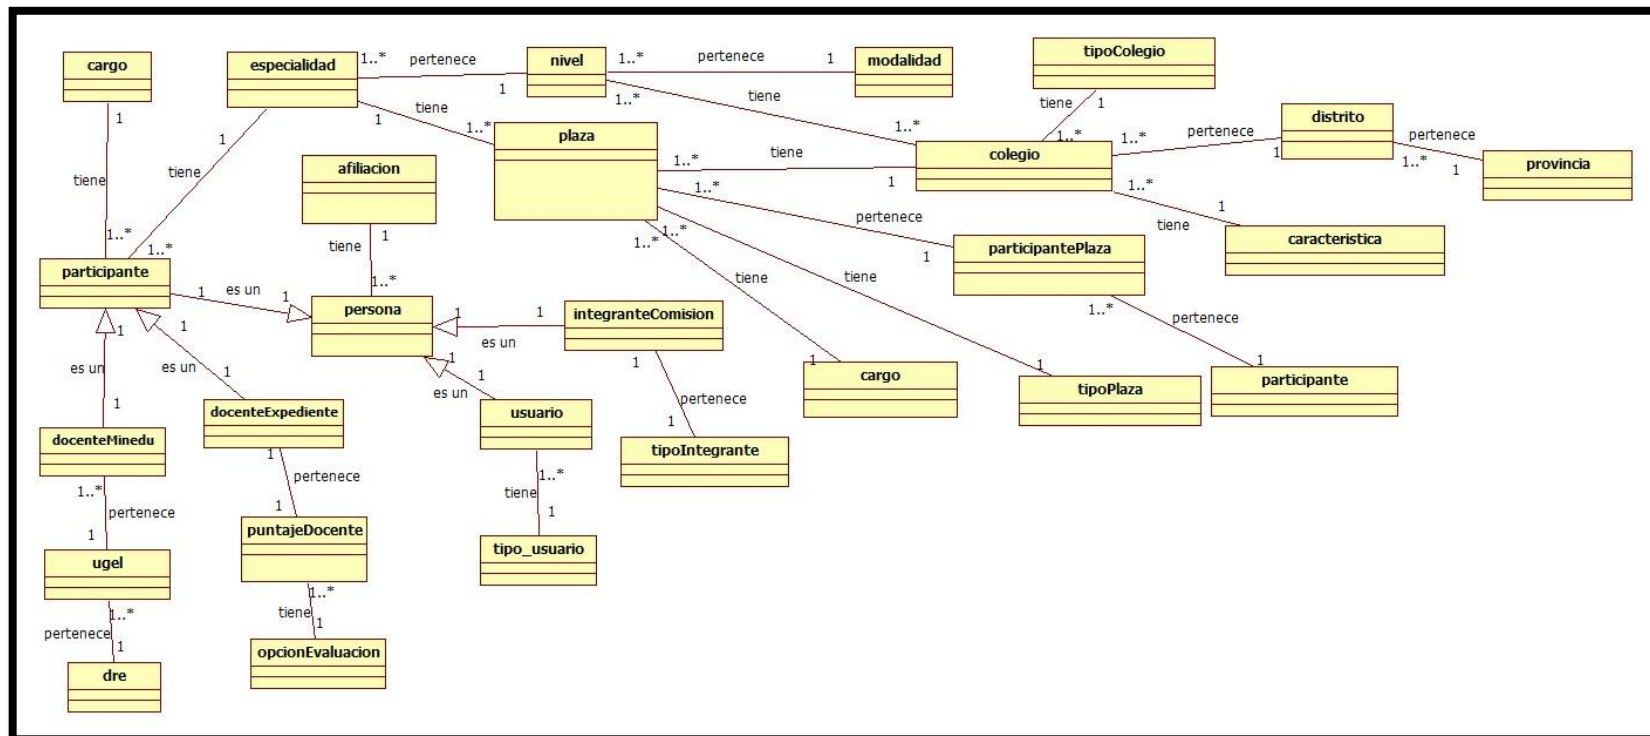 cargo
especialidad
1..*
pertenece
1
nivel
1..*
pertenece
1
modalidad
tipoColegio
1
tiene
1
1..*
tiene
1..*
tiene
1..*
tiene
1
1..*
distrito
pertenece
1..*
1
provincia
1..*
pertenece
1
plaza
1..*
tiene
1
colegio
1
tiene
1..*
afiliacion
1
tiene
1..*
1..*
pertenece
1
participantePlaza
1..*
1
tiene
caracteristica
tiene
1..*
participante
1
es un
1
persona
1..*
tiene
1
cargo
1..*
tiene
1
tipoPlaza
1..*
pertenece
1
participante
1
1
es un
integranteComision
1
pertenece
1
tipoIntegrante
1
es un
1
docenteMinedu
1
es un
1
docenteExpediente
1
1
es un
usuario
1..*
tiene
1
tipo_usuario
1..*
pertenece
1
ugel
1
pertenece
1
puntajeDocente
1..*
pertenece
1
dre
1..*
tiene
1
opcionEvaluacion